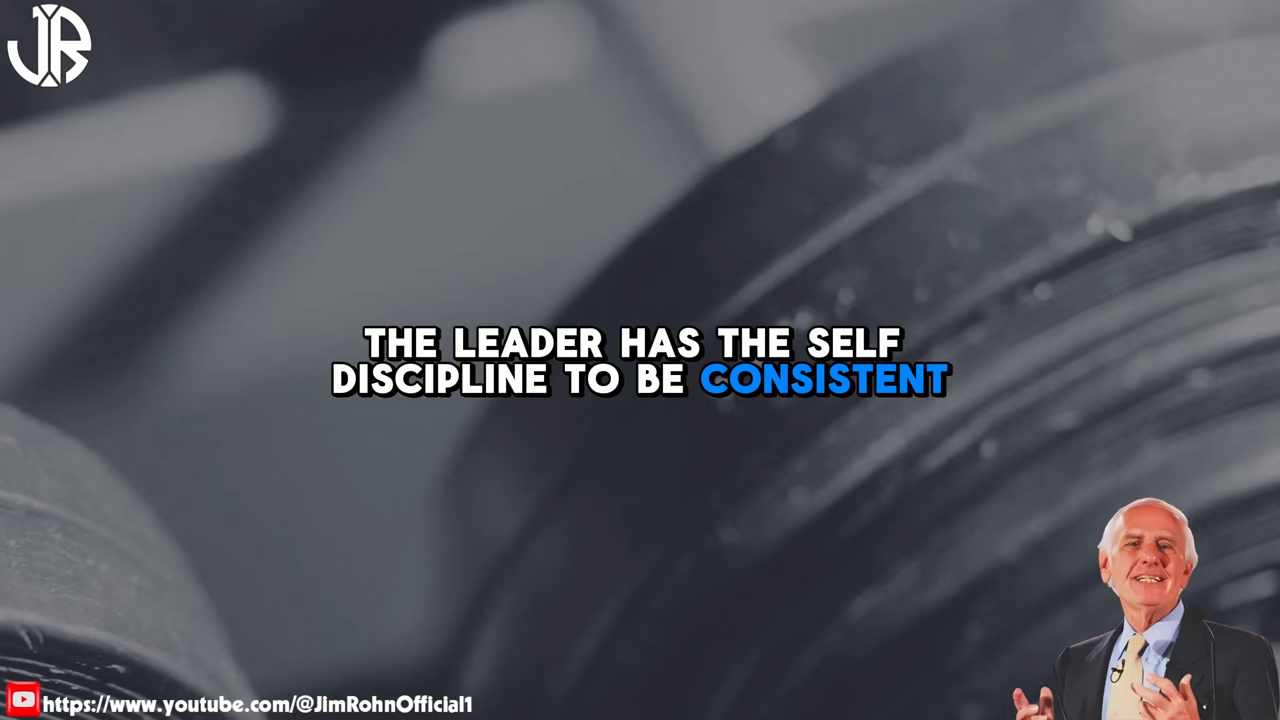 JR
THE LEADER HAS THE SELF
DISCIPLINE TO BE CONSISTENT
https://www.youtube.com/@JimRohnOfficial1